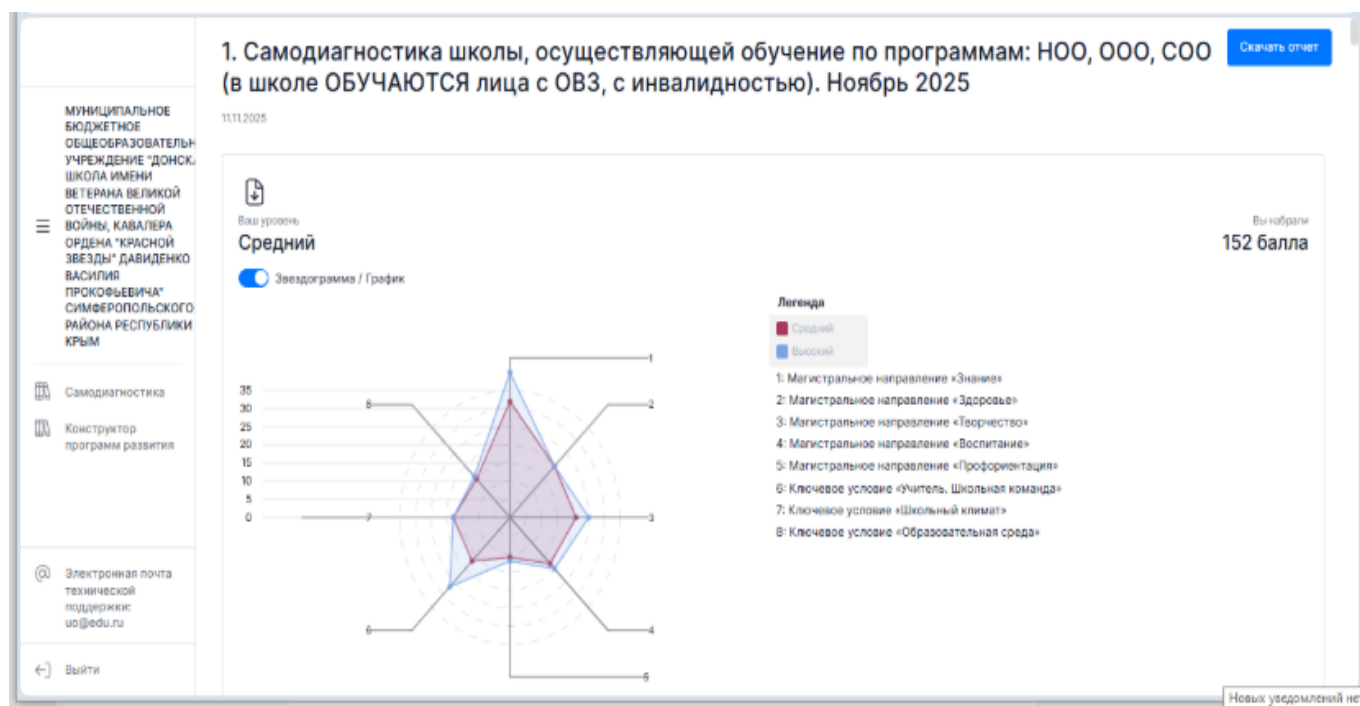 1. Самодиагностика школы, осуществляющей обучение по программам: НОО, ООО, СОО
(в школе ОБУЧАЮТСЯ лица с ОВЗ, с инвалидностью). Ноябрь 2025
Скачать отчет
11.11.2025
МУНИЦИПАЛЬНОЕ
БЮДЖЕТНОЕ
ОБЩЕОБРАЗОВАТЕЛЬН
УЧРЕЖДЕНИЕ "ДОНСКА
ШКОЛА ИМЕНИ
ВЕТЕРАНА ВЕЛИКОЙ
ОТЕЧЕСТВЕННОЙ
ВОЙНЫ, КАВАЛЕРА
ОРДЕНА "КРАСНОЙ
ЗВЕЗДЫ" ДАВИДЕНКО
ВАСИЛИЯ
ПРОКОФЬЕВИЧА"
СИМФЕРОПОЛЬСКОГО
РАЙОНА РЕСПУБЛИКИ
КРЫМ
Самодиагностика
Конструктор
программ развития
Электронная почта
технической
поддержки:
uo@edu.ru
Выйти
Ваш уровень
Средний
Вы набрали
152 балла
Звездограмма / График
35
30
25
20
15
10
5
0
1
2
3
4
5
6
7
8
Легенда
Средний
Высокий
1: Магистральное направление «Знание»
2: Магистральное направление «Здоровье»
3: Магистральное направление «Творчество»
4: Магистральное направление «Воспитание»
5: Магистральное направление «Профориентация»
6: Ключевое условие «Учитель. Школьная команда»
7: Ключевое условие «Школьный климат»
8: Ключевое условие «Образовательная среда»
Новых уведомлений не